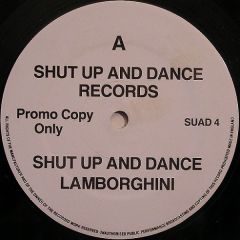 A
SHUT UP AND DANCE
RECORDS
Promo Copy
Only
SUAD 4
SHUT UP AND DANCE
LAMBORGHINI